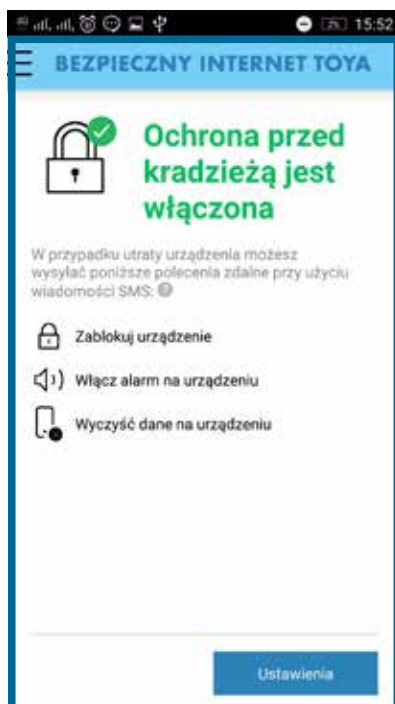 15:52
BEZPIECZNY INTERNET TOYA
Ochrona przed
kradzieżą jest
włączona
W przypadku utraty urządzenia możesz
wysyłać poniższe polecenia zdalne przy użyciu
wiadomości SMS:
Zablokuj urządzenie
Włącz alarm na urządzeniu
Wyczyść dane na urządzeniu
Ustawienia